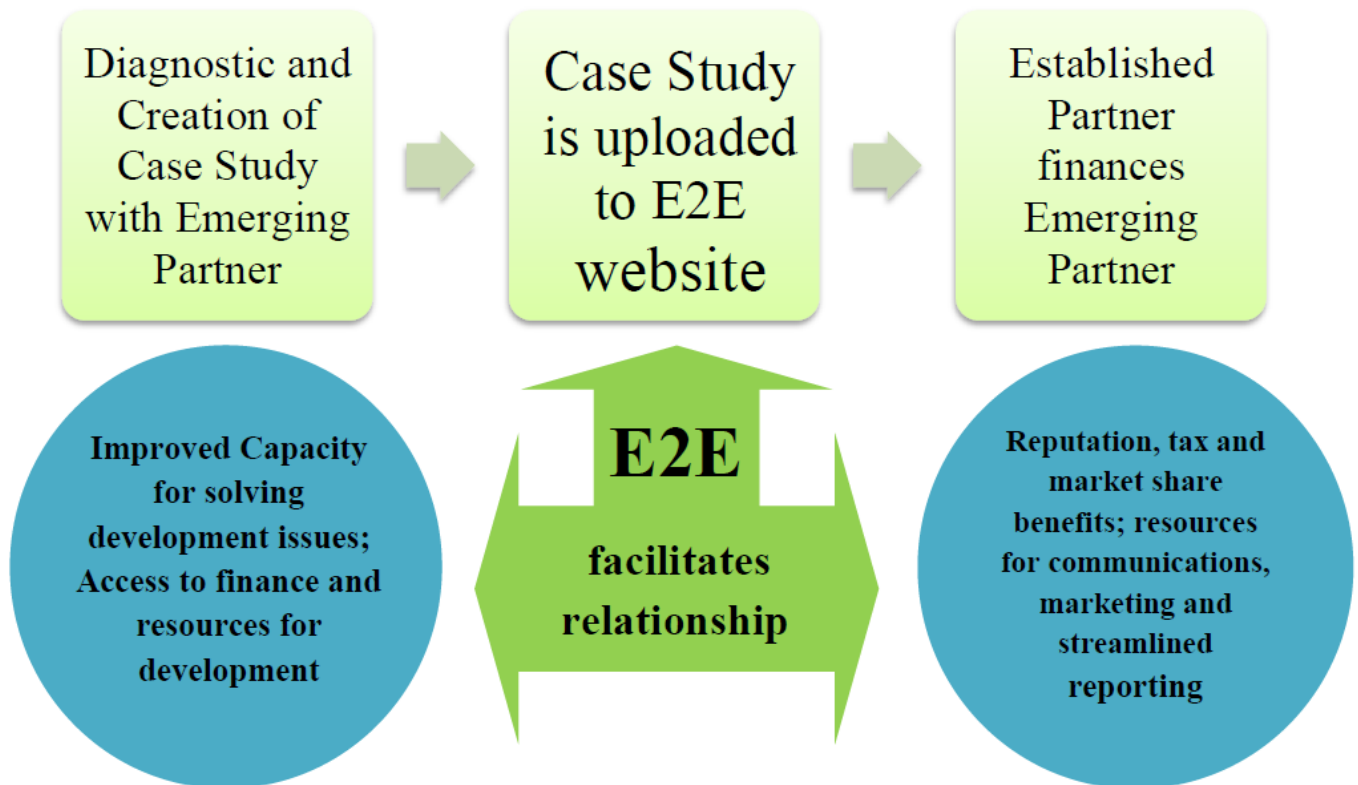 Diagnostic and
Creation of
Case Study
with Emerging
Partner
Case Study
is uploaded
to E2E
website
Established
Partner
finances
Emerging
Partner
Improved Capacity
for solving
development issues;
Access to finance and
resources for
development
E2E
facilitates
relationship
Reputation, tax and
market share
benefits; resources
for communications,
marketing and
streamlined
reporting